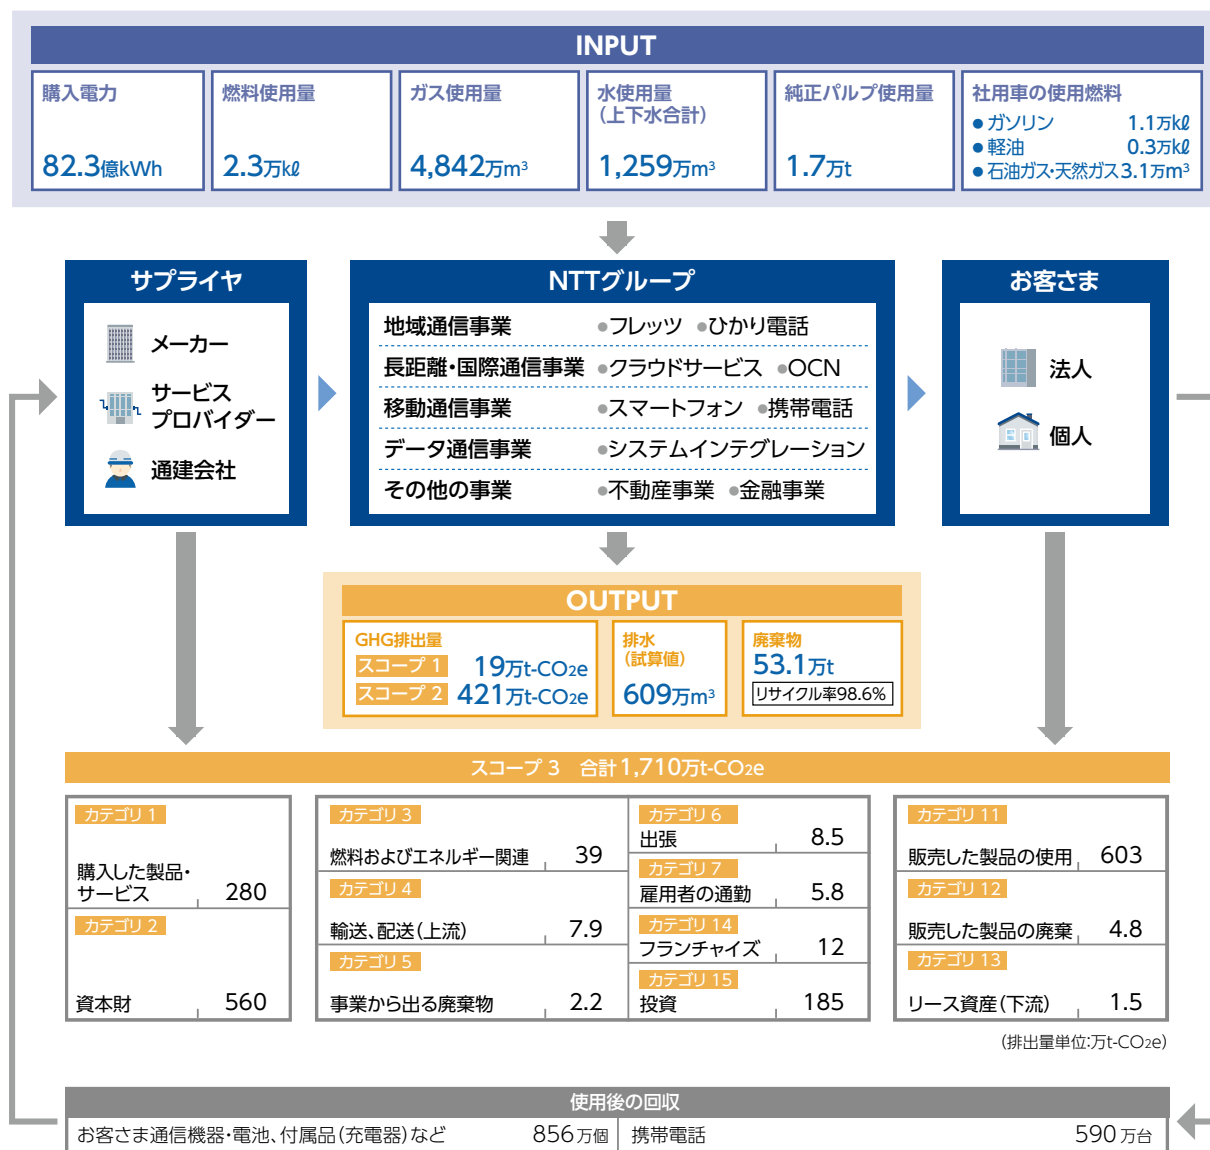 INPUT
購入電力
82.3億kWh
燃料使用量
2.3万kℓ
ガス使用量
4,842万m³
水使用量
(上下水合計)
1,259万m³
純正パルプ使用量
1.7万t
社用車の使用燃料
●ガソリン 1.1万kℓ
●軽油 0.3万kℓ
●石油ガス・天然ガス3.1万m³
サプライヤ
メーカー
サービス
プロバイダー
通建会社
NTTグループ
地域通信事業 ●フレッツ ●ひかり電話
長距離・国際通信事業 ●クラウドサービス ●OCN
移動通信事業 ●スマートフォン ●携帯電話
データ通信事業 ●システムインテグレーション
その他の事業 ●不動産事業 ●金融事業
お客さま
法人
個人
OUTPUT
GHG排出量
スコープ 1 19万t-CO2e
スコープ 2 421万t-CO2e
排水
(試算値)
609万m³
廃棄物
53.1万t
リサイクル率98.6%
スコープ 3 合計1,710万t-CO2e
カテゴリ 1
購入した製品・
サービス 280
カテゴリ 2
資本財 560
カテゴリ 3
燃料およびエネルギー関連 39
カテゴリ 4
輸送、配送(上流) 7.9
カテゴリ 5
事業から出る廃棄物 2.2
カテゴリ 6
出張 8.5
カテゴリ 7
雇用者の通勤 5.8
カテゴリ 14
フランチャイズ 12
カテゴリ 15
投資 185
カテゴリ 11
販売した製品の使用 603
カテゴリ 12
販売した製品の廃棄 4.8
カテゴリ 13
リース資産(下流) 1.5
(排出量単位:万t-CO2e)
使用後の回収
お客さま通信機器・電池、付属品(充電器)など 856万個
携帯電話 590万台